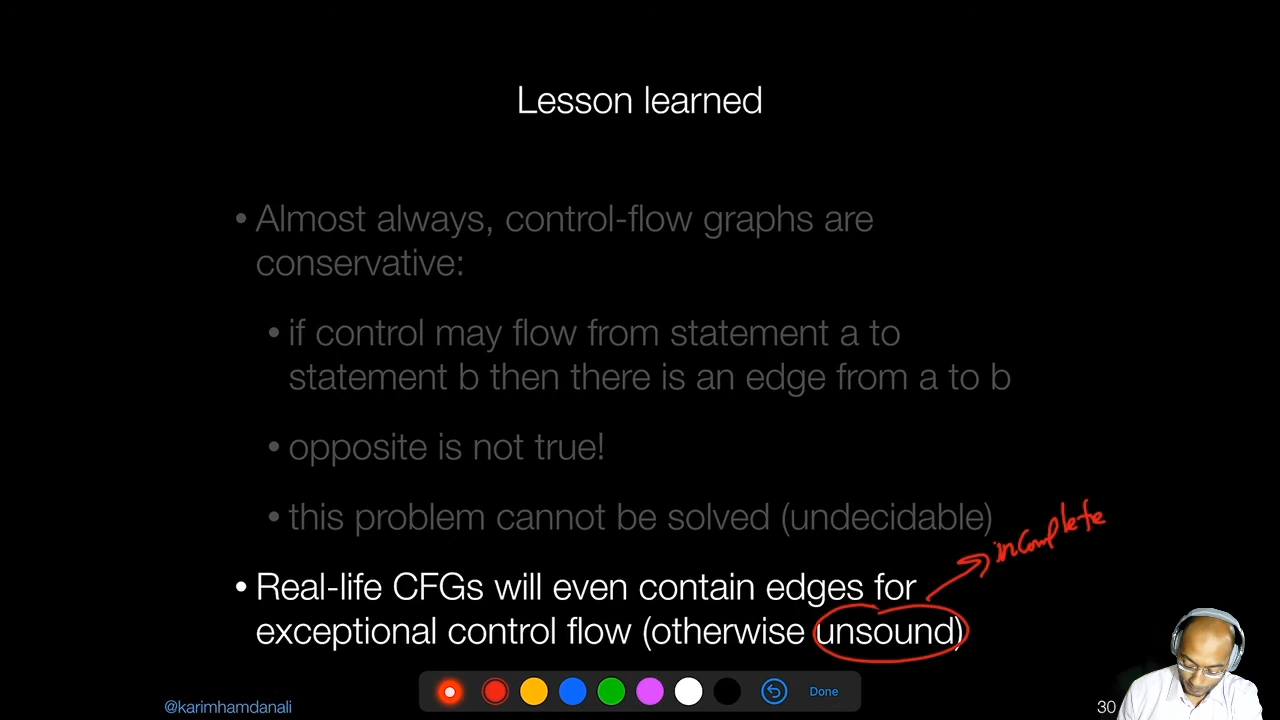 Lesson learned
• Almost always, control-flow graphs are
conservative:
• if control may flow from statement a to
statement b then there is an edge from a to b
• opposite is not true!
• this problem cannot be solved (undecidable)
incomplete
• Real-life CFGs will even contain edges for
exceptional control flow (otherwise unsound)
Done
@karimhamdanali
30